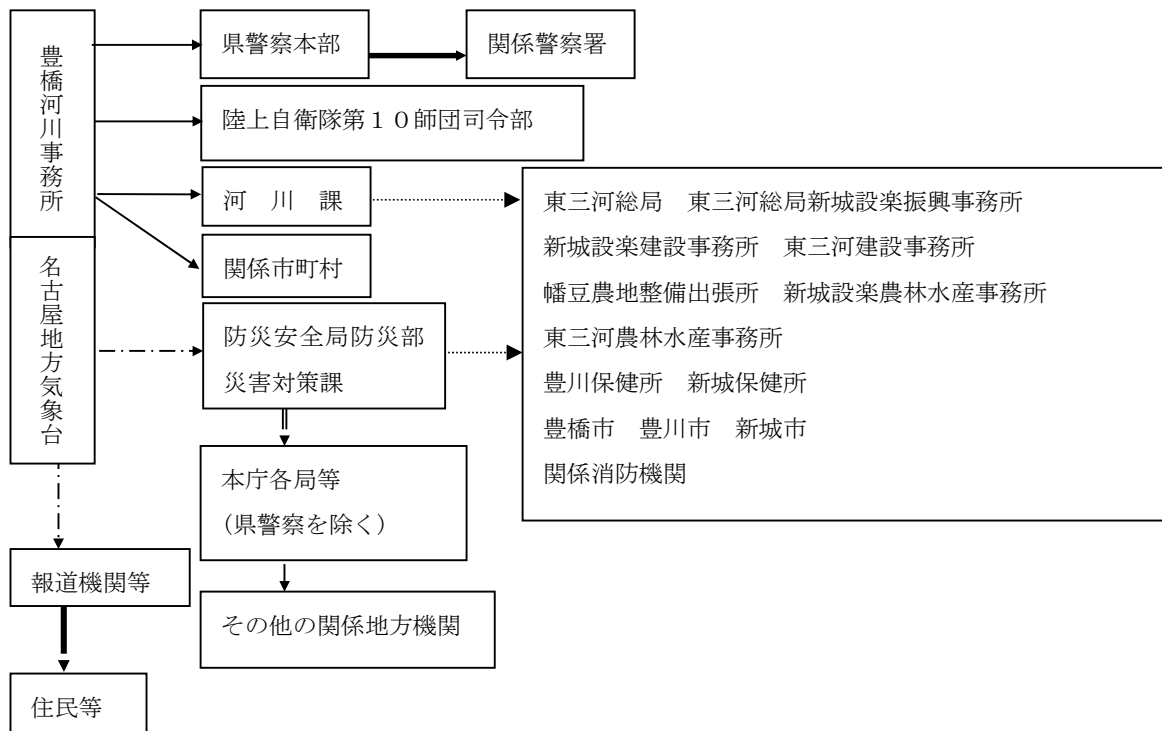 豊橋河川事務所
名古屋地方気象台
県警察本部
関係警察署
陸上自衛隊第１０師団司令部
河　川　課
関係市町村
防災安全局防災部
災害対策課
本庁各局等
（県警察を除く）
その他の関係地方機関
東三河総局　東三河総局新城設楽振興事務所
新城設楽建設事務所　東三河建設事務所
幡豆農地整備出張所　新城設楽農林水産事務所
東三河農林水産事務所
豊川保健所　新城保健所
豊橋市　豊川市　新城市
関係消防機関
報道機関等
住民等